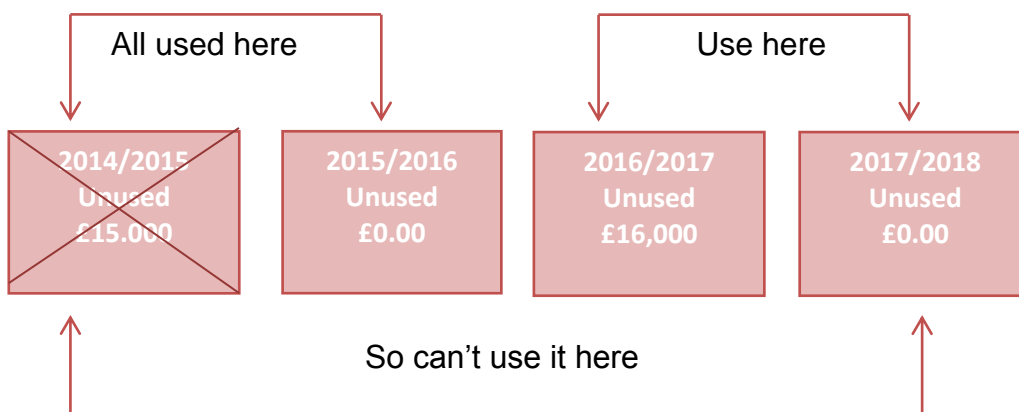 All used here
Use here
2014/2015
Unused
£15.000
2015/2016
Unused
£0.00
2016/2017
Unused
£16,000
2017/2018
Unused
£0.00
So can’t use it here